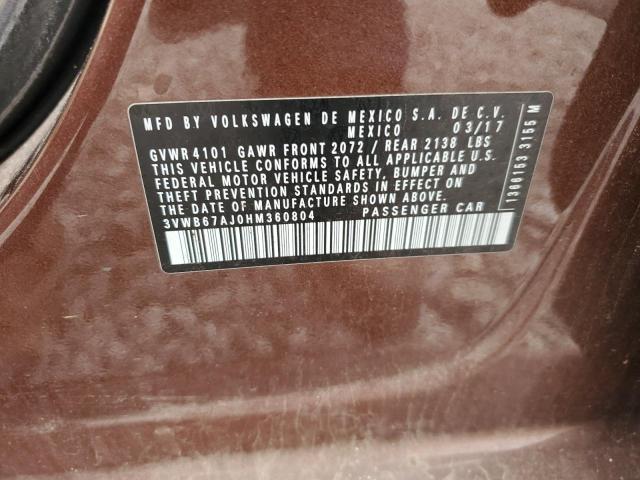 MFD BY VOLKSWAGEN DE MEXICO S.A. DE C.V.
MEXICO 03/17
GVWR 4101 GAWR FRONT 2072 / REAR 2138 LBS
THIS VEHICLE CONFORMS TO ALL APPLICABLE U.S.
FEDERAL MOTOR VEHICLE SAFETY, BUMPER AND
THEFT PREVENTION STANDARDS IN EFFECT ON
THE DATE OF MANUFACTURE SHOWN ABOVE.
3VWB67AJ0HM360804 PASSENGER CAR
1366153 3155 M